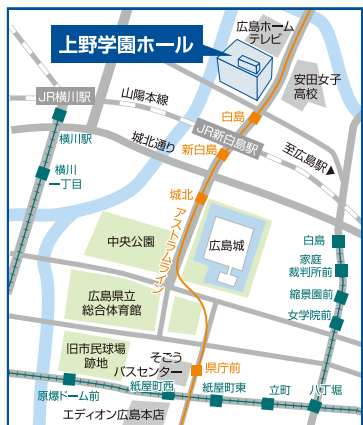 広島ホーム
テレビ
上野学園ホール
安田女子
高校
JR横川駅
山陽本線
白島
JR新白島駅
横川駅
城北通り
新白島
至広島駅▶
横川
一丁目
城北
アストラムライン
中央公園
広島城
白島
家庭
裁判所前
縮景園前
女学院前
広島県立
総合体育館
旧市民球場
跡地
そごう
バスセンター
県庁前
紙屋町西
紙屋町東
立町
八丁堀
原爆ドーム前
エディオン広島本店